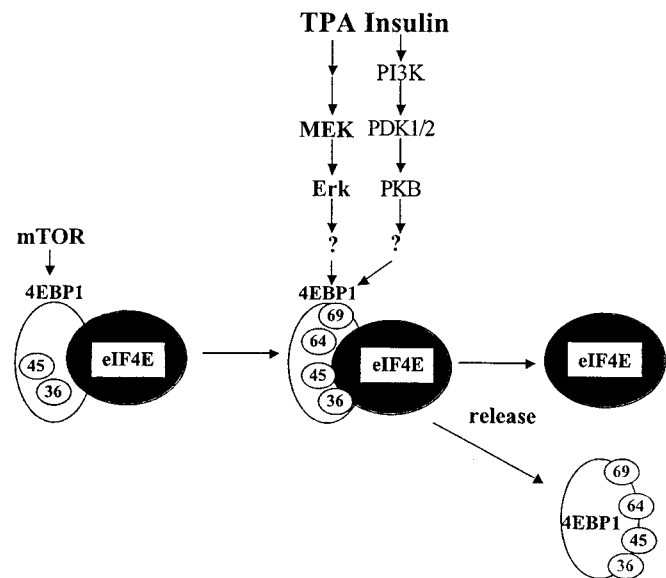 TPA Insulin
PI3K
MEK PDK1/2
Erk PKB
? ?
mTOR
4EBP1
45
36
eIF4E
4EBP1
69
64
45
36
eIF4E
release
eIF4E
4EBP1
69
64
45
36